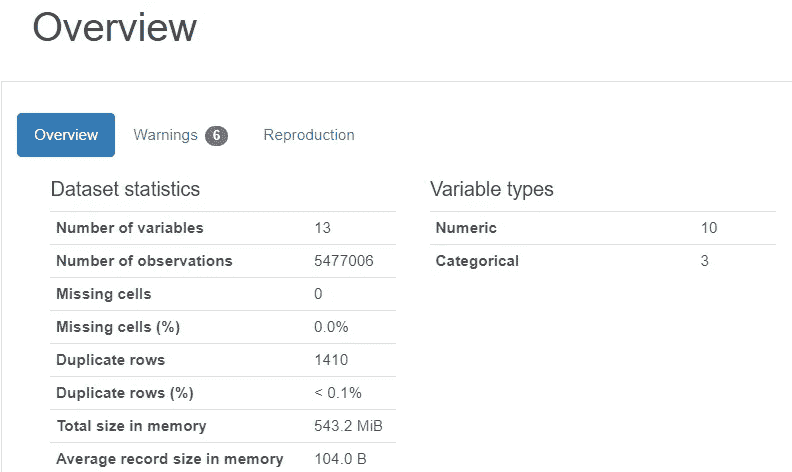 Overview
Overview Warnings 6 Reproduction
Dataset statistics
Number of variables 13
Number of observations 5477006
Missing cells 0
Missing cells (%) 0.0%
Duplicate rows 1410
Duplicate rows (%) < 0.1%
Total size in memory 543.2 MiB
Average record size in memory 104.0 B
Variable types
Numeric 10
Categorical 3